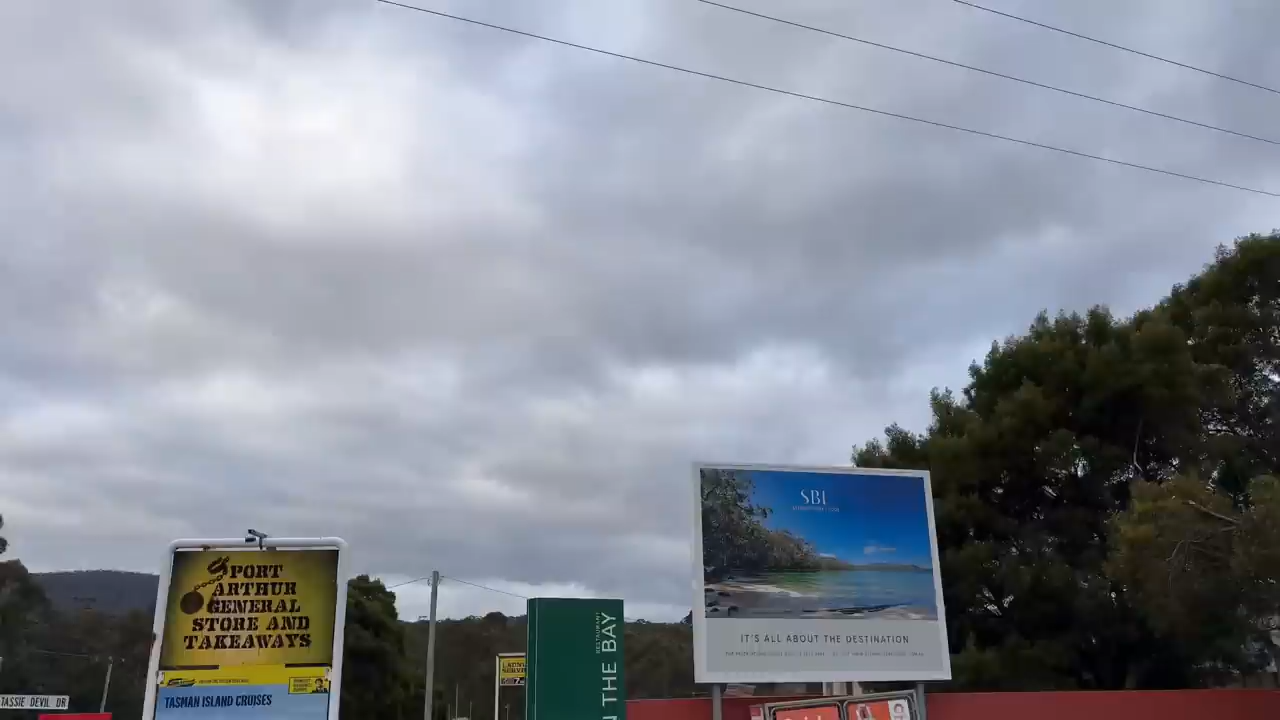 PORT
ARTHUR
GENERAL
STORE AND
TAKEAWAYS
TASMAN ISLAND CRUISES
TASSIE DEVIL DR
RESTAURANT
THE BAY
SBI
IT'S ALL ABOUT THE DESTINATION